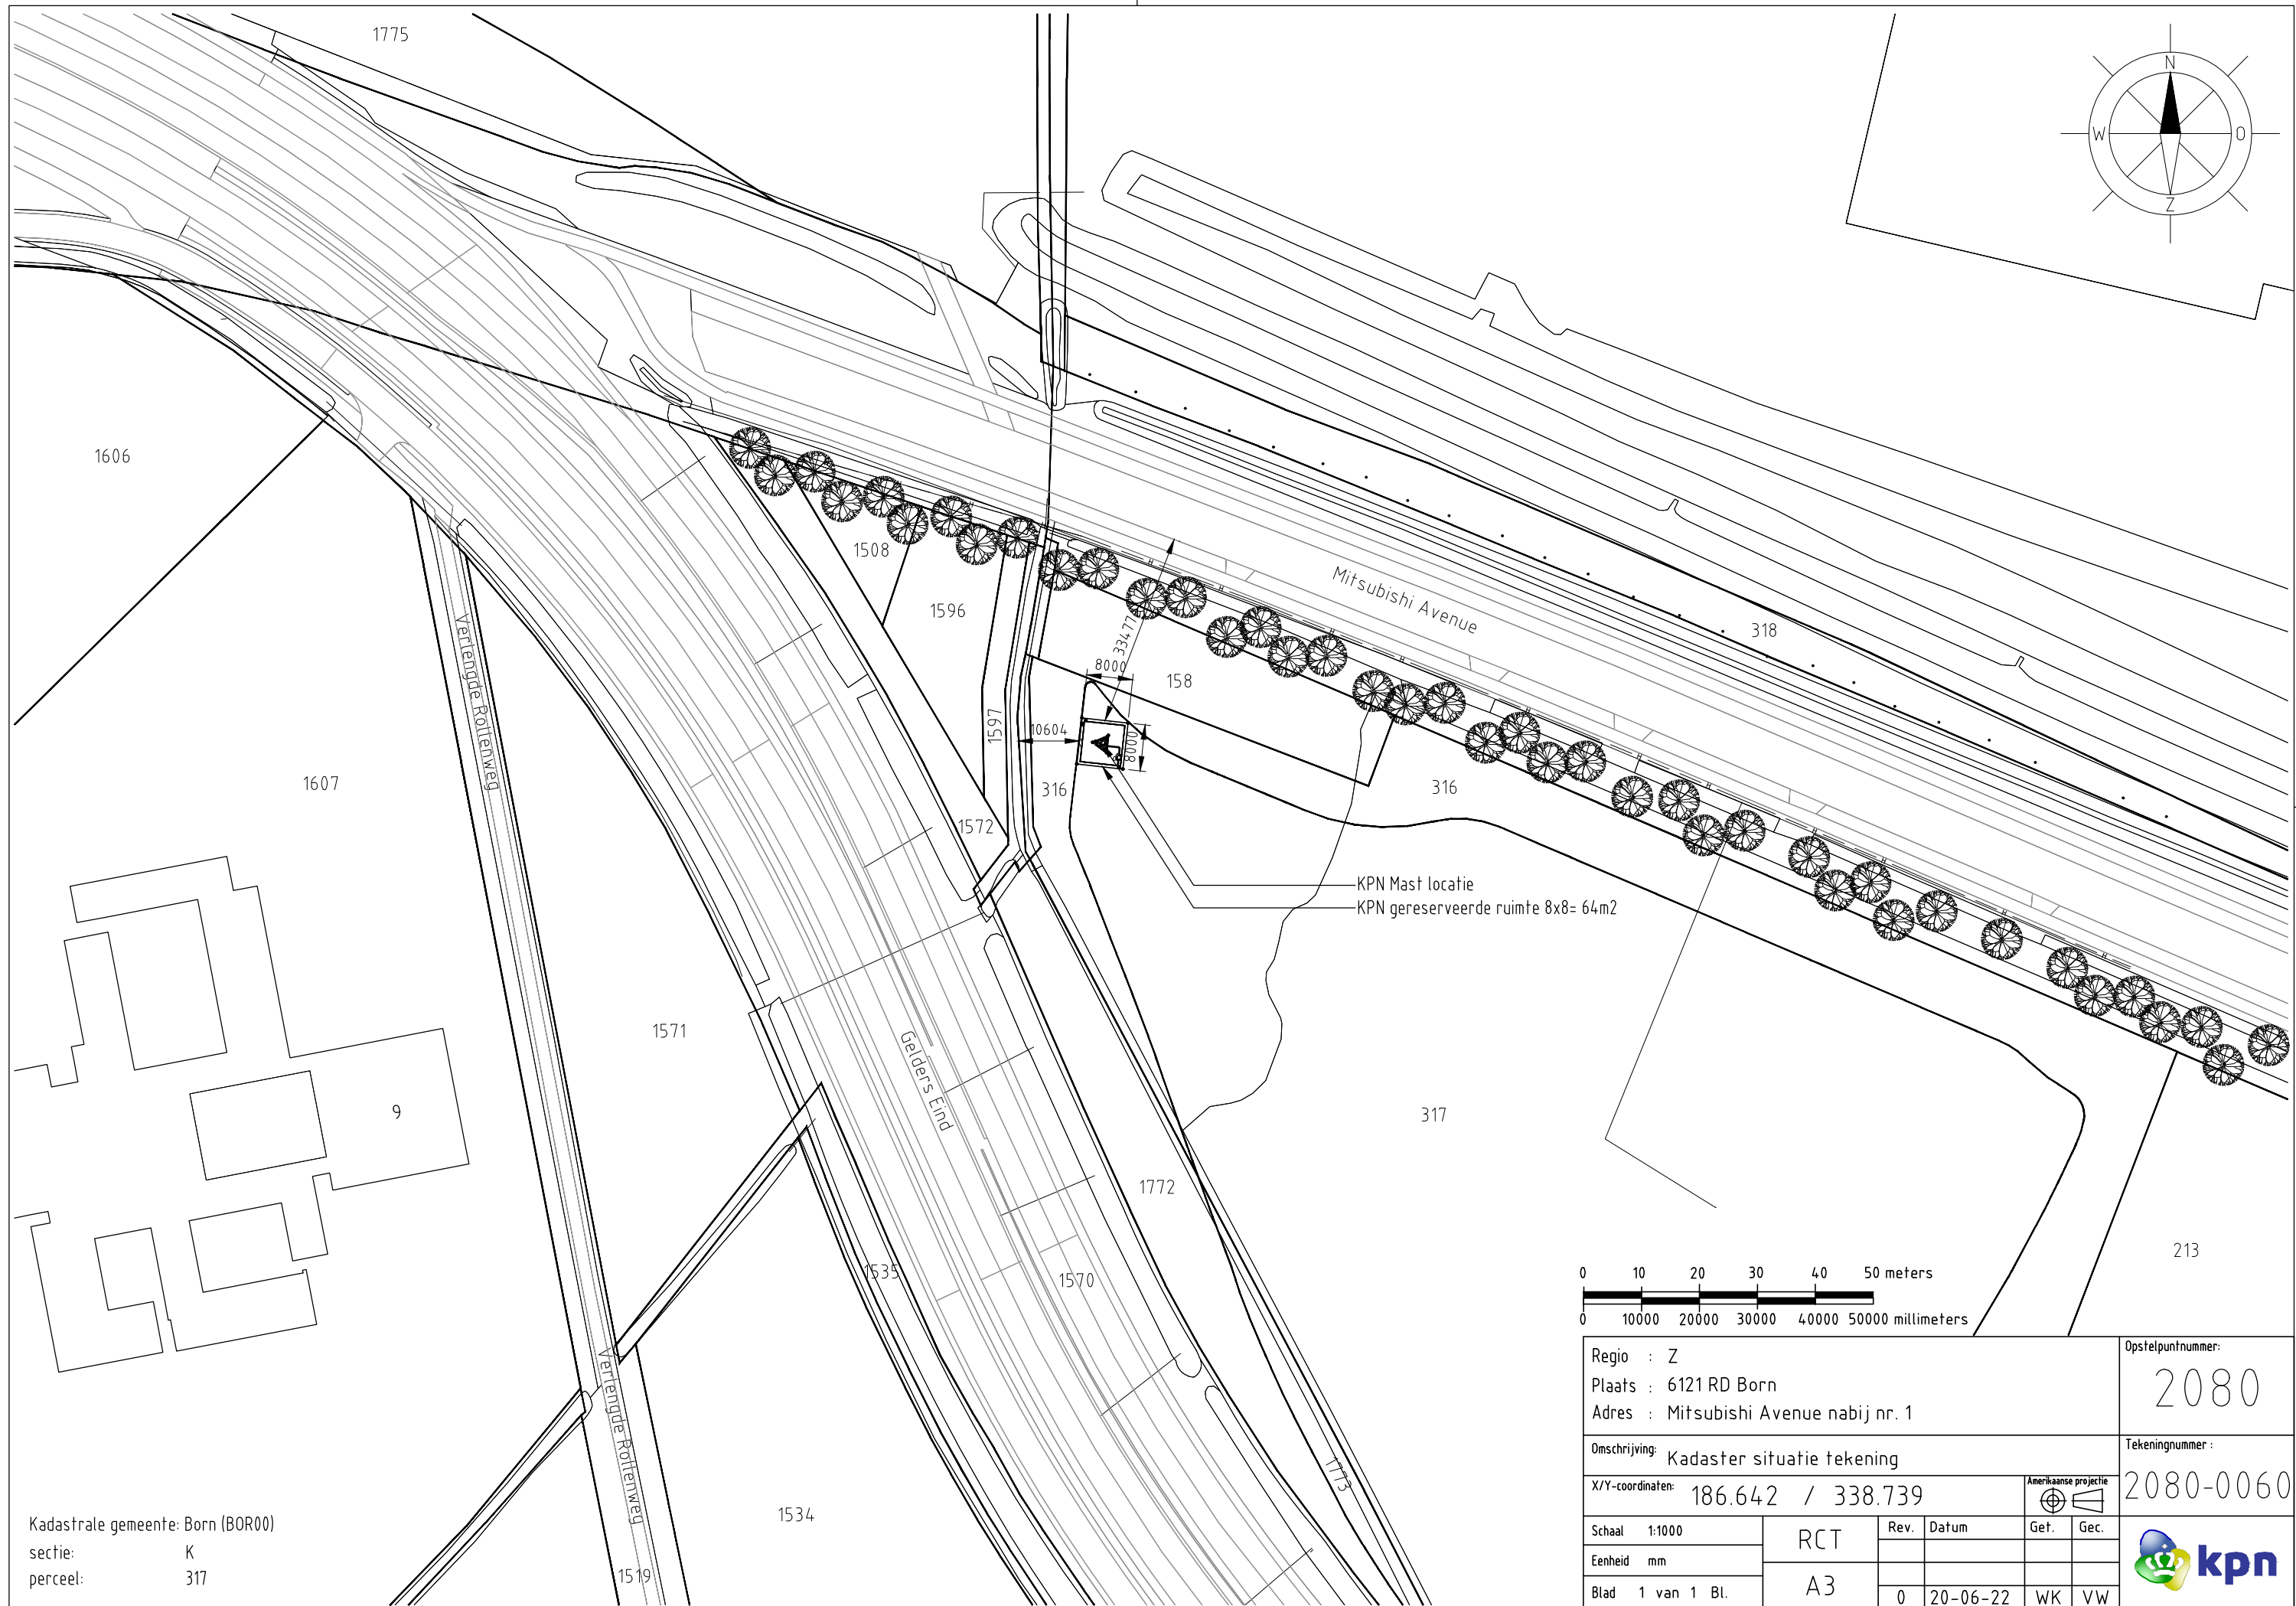 1775
N
W
O
Z
1606
1508
1596
33477
8000
158
Mitsubishi Avenue
318
Verlengde Rollenweg
1597
10604
8000
316
316
1607
1572
KPN Mast locatie
KPN gereserveerde ruimte 8x8= 64m2
1571
Gelders Eind
9
317
1772
213
1535
1570
Verlengde Rollenweg
1773
1534
1519
0 10 20 30 40 50 meters
0 10000 20000 30000 40000 50000 millimeters
Regio : Z
Plaats : 6121 RD Born
Adres : Mitsubishi Avenue nabij nr. 1
Opstelpuntnummer:
2080
Omschrijving: Kadaster situatie tekening
Tekeningnummer :
2080-0060
X/Y-coordinaten: 186.642 / 338.739
Amerikaanse projectie
Schaal 1:1000
Eenheid mm
Blad 1 van 1 Bl.
RCT
A3
Rev. Datum Get. Gec.
0 20-06-22 WK VW
kpn
Kadastrale gemeente: Born (BOR00)
sectie: K
perceel: 317